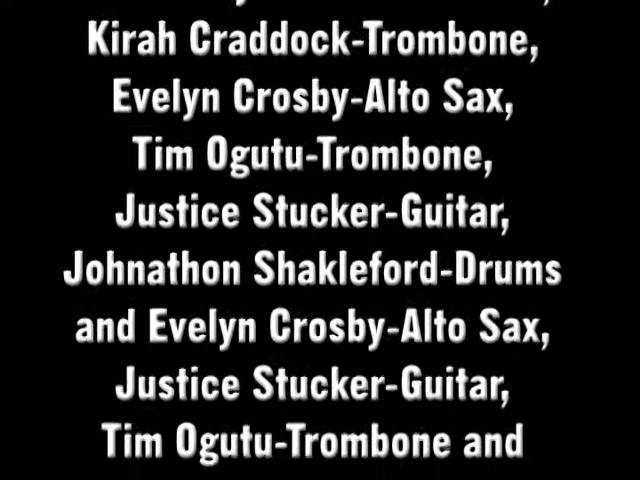 Kirah Craddock-Trombone,
Evelyn Crosby-Alto Sax,
Tim Ogutu-Trombone,
Justice Stucker-Guitar,
Johnathon Shakleford-Drums
and Evelyn Crosby-Alto Sax,
Justice Stucker-Guitar,
Tim Ogutu-Trombone and